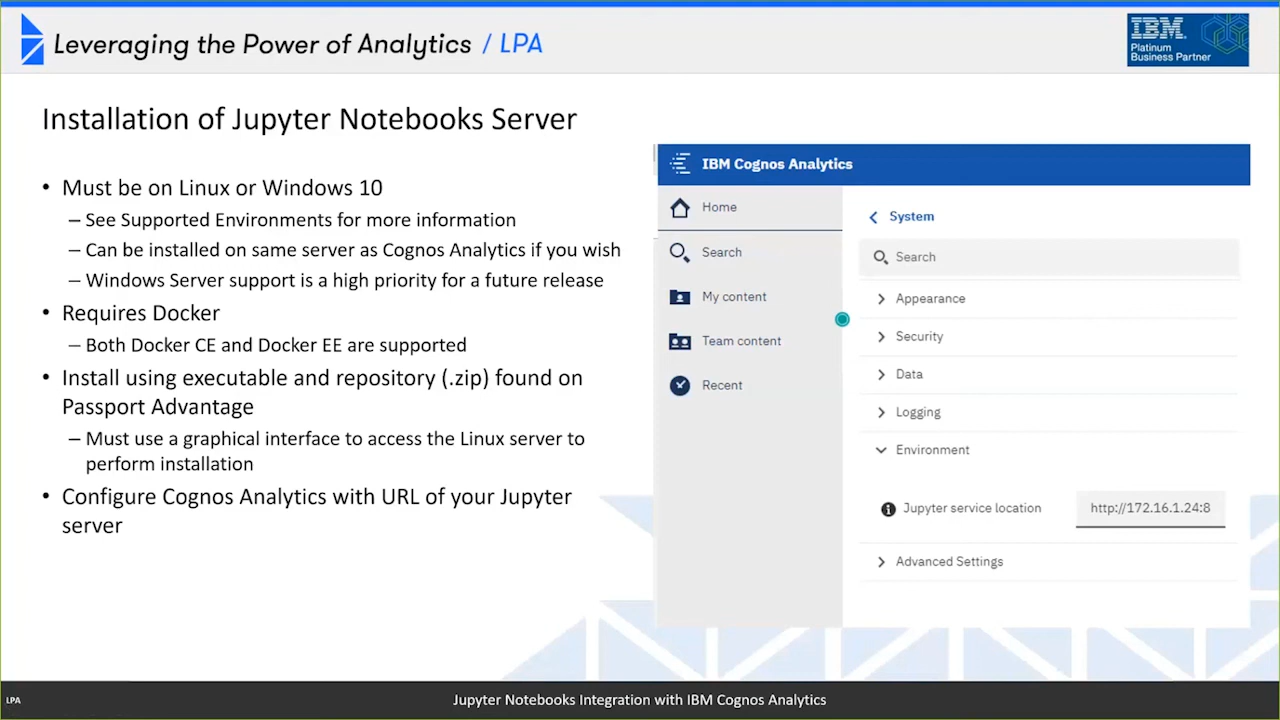 Leveraging the Power of Analytics / LPA
IBM
Platinum
Business Partner
Installation of Jupyter Notebooks Server
• Must be on Linux or Windows 10
– See Supported Environments for more information
– Can be installed on same server as Cognos Analytics if you wish
– Windows Server support is a high priority for a future release
• Requires Docker
– Both Docker CE and Docker EE are supported
• Install using executable and repository (.zip) found on
Passport Advantage
– Must use a graphical interface to access the Linux server to
perform installation
• Configure Cognos Analytics with URL of your Jupyter
server
IBM Cognos Analytics
Home
Search
My content
Team content
Recent
System
Search
Appearance
Security
Data
Logging
Environment
Jupyter service location
http://172.16.1.24:8
Advanced Settings
LPA
Jupyter Notebooks Integration with IBM Cognos Analytics